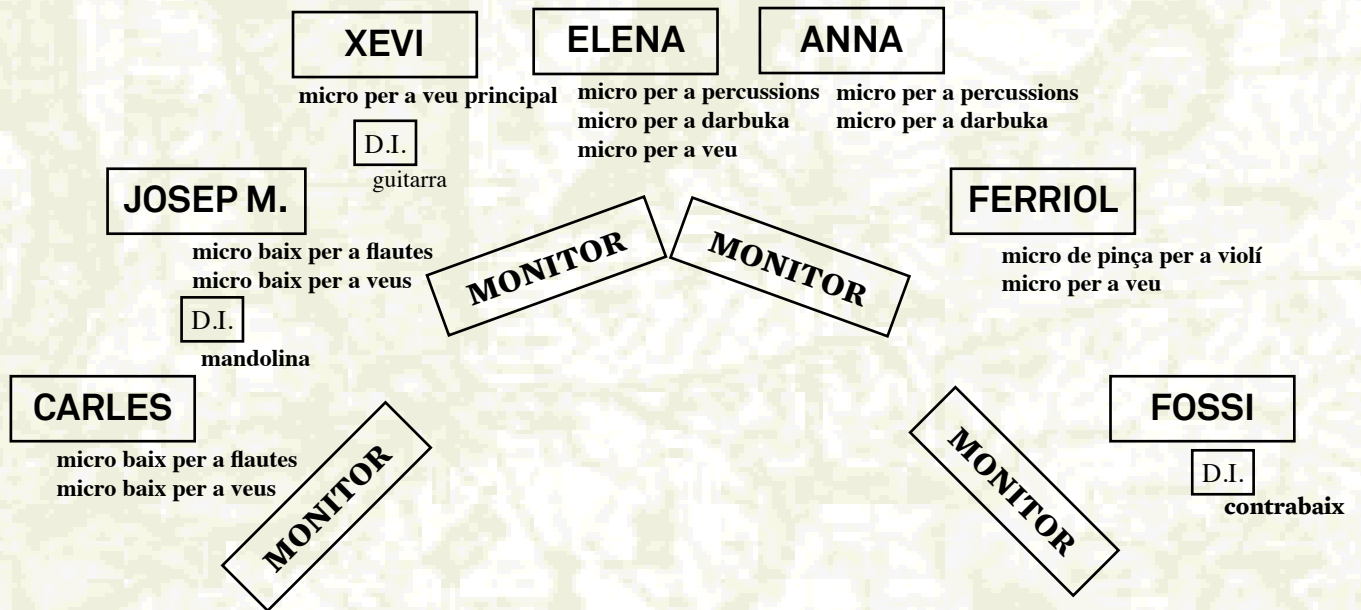 XEVI
micro per a veu principal
D.I.
guitarra
ELENA
micro per a percussions
micro per a darbuka
micro per a veu
ANNA
micro per a percussions
micro per a darbuka
JOSEP M.
micro baix per a flautes
micro baix per a veus
D.I.
mandolina
MONITOR
MONITOR
FERRIOL
micro de pinça per a violí
micro per a veu
CARLES
micro baix per a flautes
micro baix per a veus
MONITOR
MONITOR
FOSSI
D.I.
contrabaix